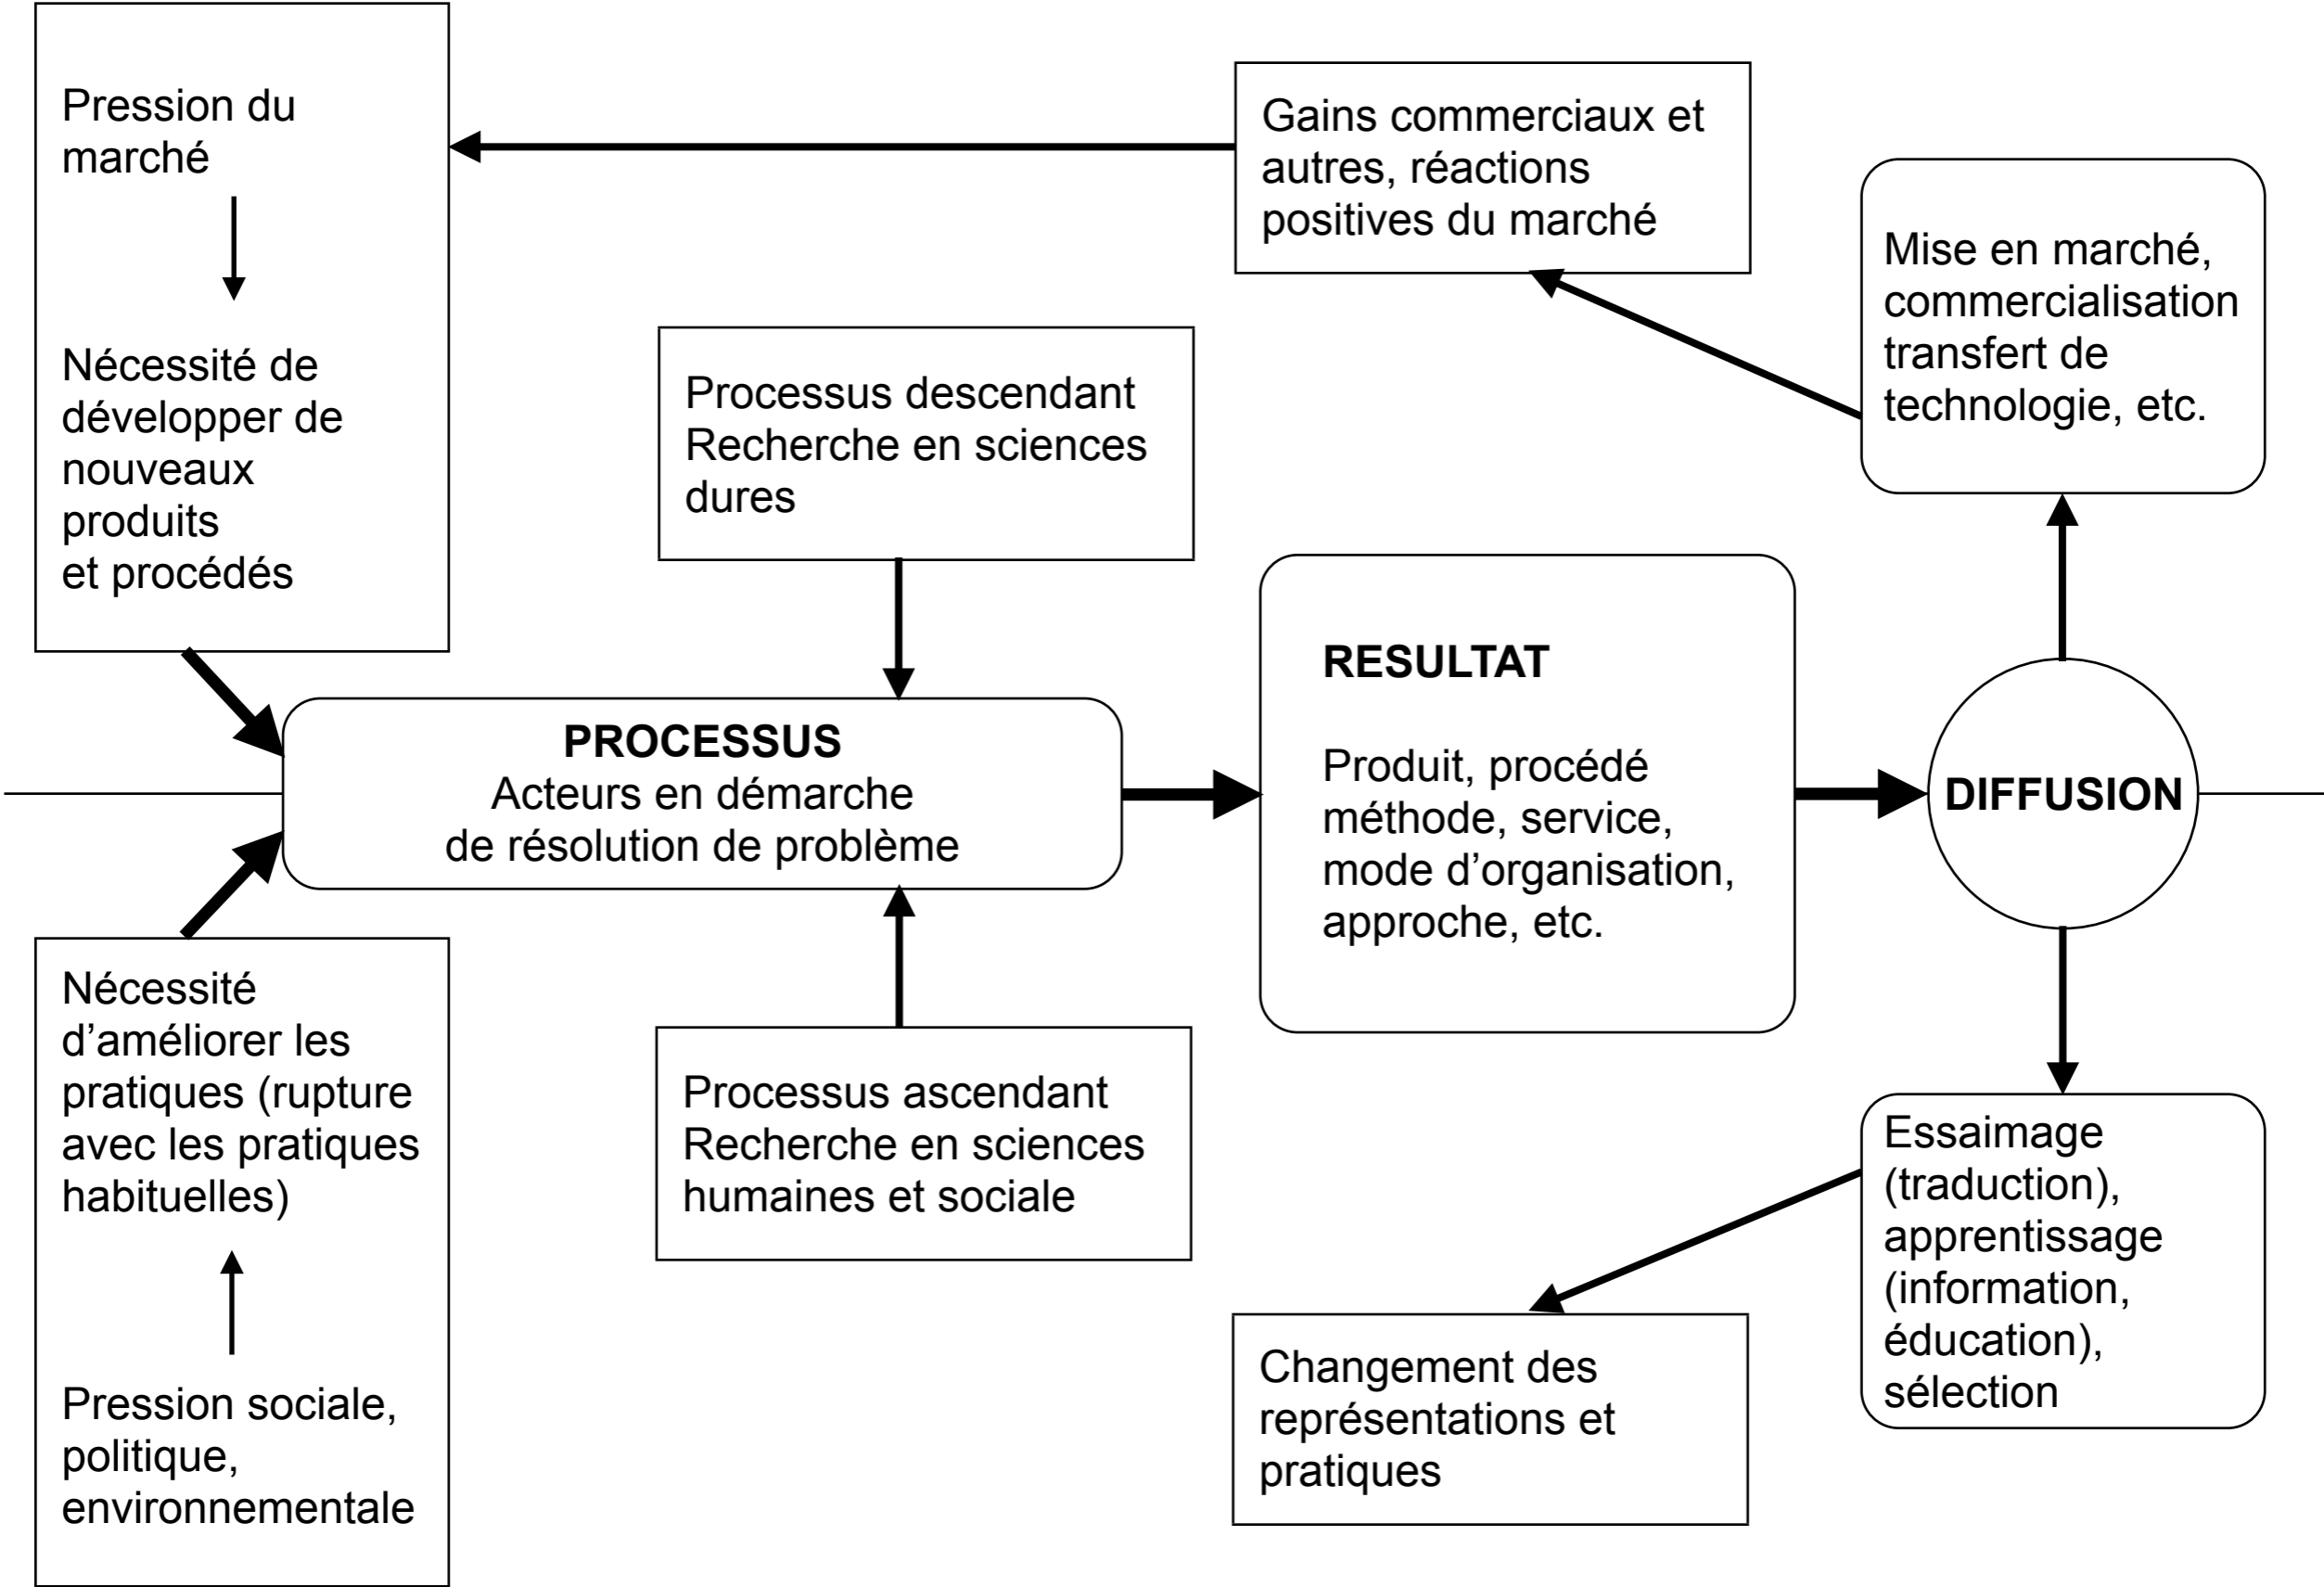 Pression du
marché
Nécessité de
développer de
nouveaux
produits
et procédés
Gains commerciaux et
autres, réactions
positives du marché
Mise en marché,
commercialisation
transfert de
technologie, etc.
Processus descendant
Recherche en sciences
dures
PROCESSUS
Acteurs en démarche
de résolution de problème
RESULTAT
Produit, procédé
méthode, service,
mode d’organisation,
approche, etc.
DIFFUSION
Nécessité
d’améliorer les
pratiques (rupture
avec les pratiques
habituelles)
Pression sociale,
politique,
environnementale
Processus ascendant
Recherche en sciences
humaines et sociale
Changement des
représentations et
pratiques
Essaimage
(traduction),
apprentissage
(information,
éducation),
sélection